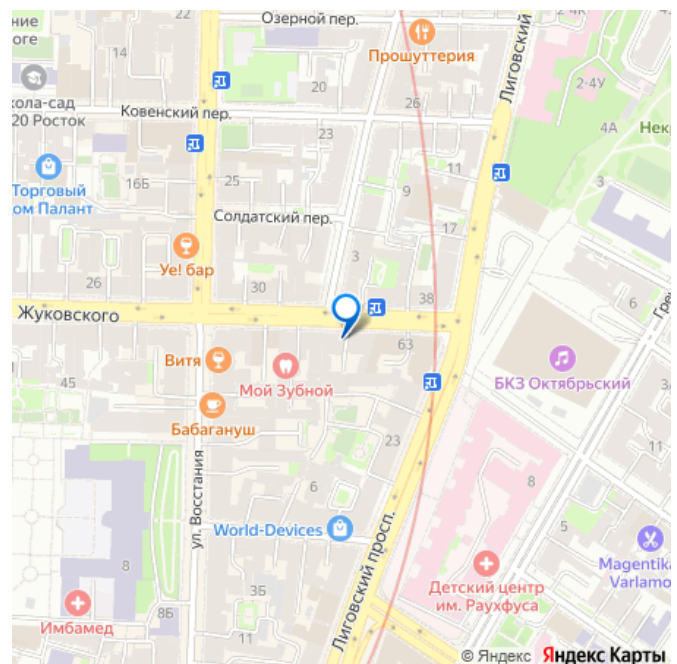 Озерной пер.
ние
оге
14
22
Прошуттерия
Лиговский
2-4У
кола-сад
20 Росток
20
26
Ковенский пер.
23
4А
Нек
11
Торговый
ом Палант
16Б
25
9
3
Солдатский пер.
17
Уе! бар
3
26
30
38
6
Жуковского
Гре
63
Витя
БКЗ Октябрьский
45
Мой Зубной
Бабагануш
23
11
ул. Восстания
6
8
World-Devices
5
8
Magentik
Varlamo
Детский центр
им. Раухфуса
3Б
8Б
Имбамед
11
Лиговский просп.
© Яндекс Яндекс Карты